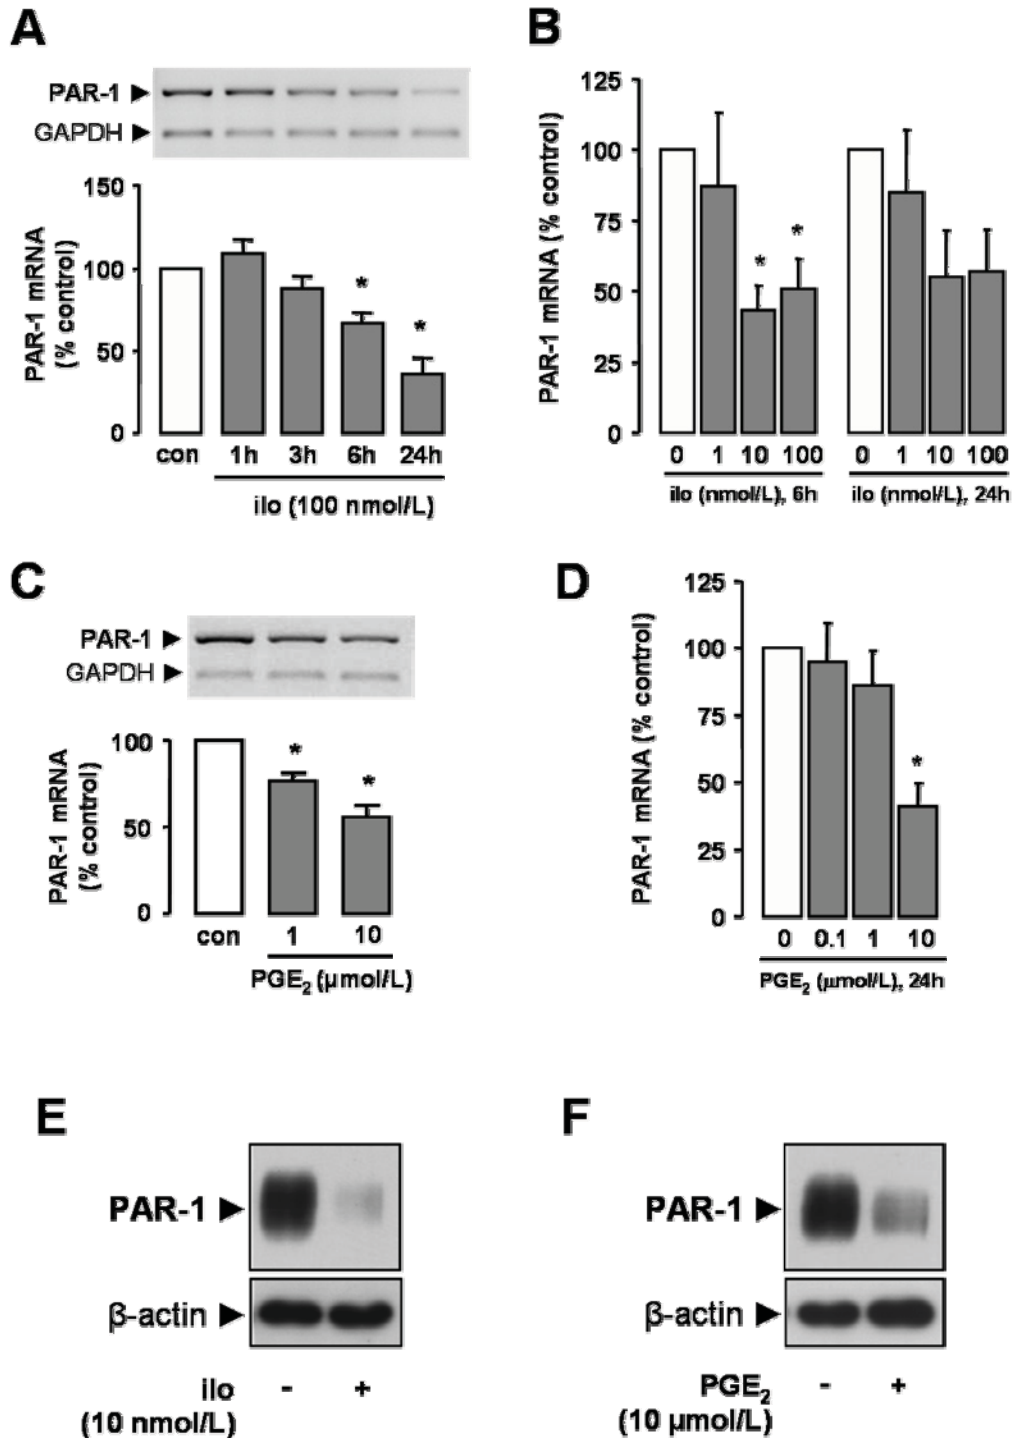 A
PAR-1
GAPDH
PAR-1 mRNA
(% control)
150
100
50
0
con 1h 3h 6h 24h
* *
ilo (100 nmol/L)
B
PAR-1 mRNA (% control)
125
100
75
50
25
0
* *
0 1 10 100 0 1 10 100
ilo (nmol/L), 6h ilo (nmol/L), 24h
C
PAR-1
GAPDH
PAR-1 mRNA
(% control)
100
50
0
* *
con 1 10
PGE₂ (μmol/L)
D
PAR-1 mRNA (% control)
125
100
75
50
25
0
*
0 0.1 1 10
PGE₂ (μmol/L), 24h
E
PAR-1
β-actin
ilo - +
(10 nmol/L)
F
PAR-1
β-actin
PGE₂ - +
(10 μmol/L)